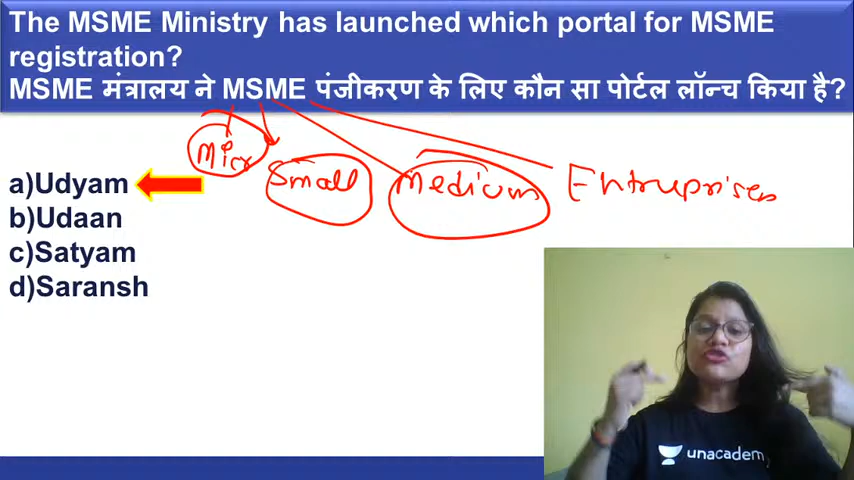 The MSME Ministry has launched which portal for MSME
registration?
MSME मंत्रालय ने MSME पंजीकरण के लिए कौन सा पोर्टल लॉन्च किया है?
Micr Small Medium Entruprises
a)Udyam
b)Udaan
c)Satyam
d)Saransh
unacademy